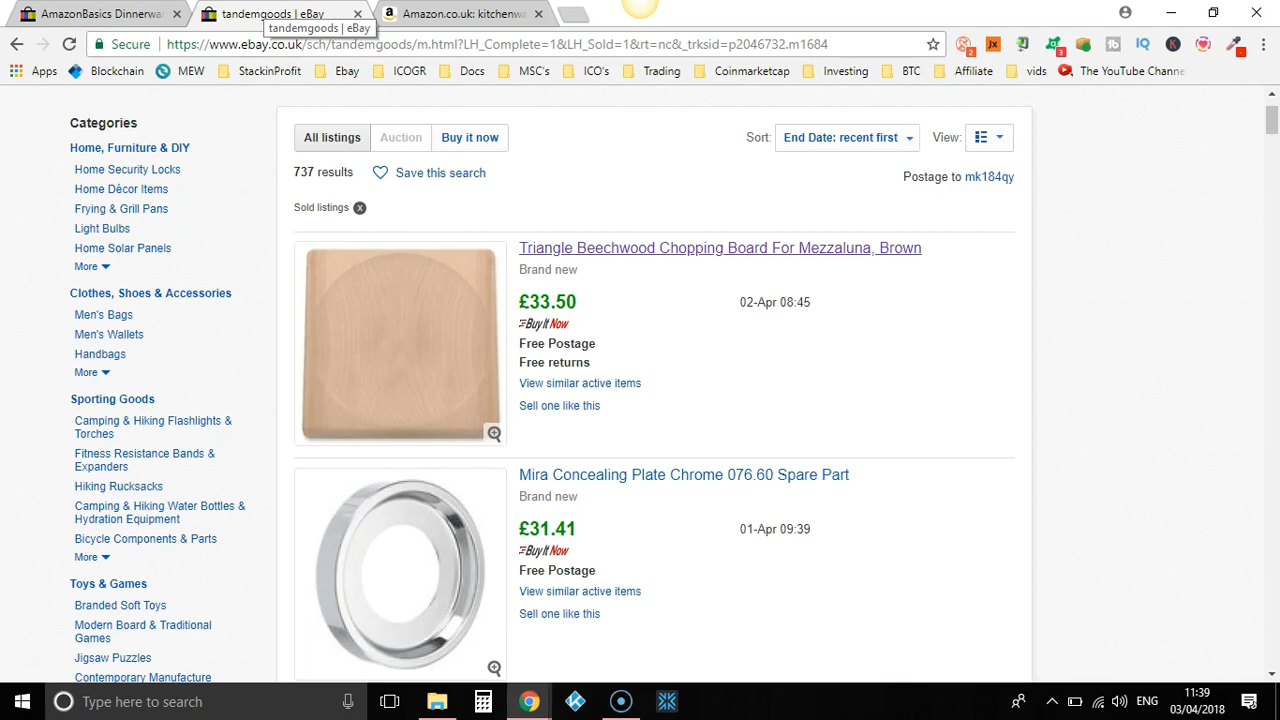 AmazonBasics Dinnerwa
tandemgoods | eBay
Amazon.co.uk: kitchenwa
tandemgoods | eBay
Secure
https://www.ebay.co.uk/sch/tandemgoods/m.html?LH_Complete=1&LH_Sold=1&rt=nc&_trksid=p2046732.m1684
Apps Blockchain MEW StackinProfit Ebay ICOGR Docs MSC's ICO's Trading Coinmarketcap Investing BTC Affiliate vids The YouTube Channe
Categories
Home, Furniture & DIY
Home Security Locks
Home Décor Items
Frying & Grill Pans
Light Bulbs
Home Solar Panels
More
Clothes, Shoes & Accessories
Men's Bags
Men's Wallets
Handbags
More
Sporting Goods
Camping & Hiking Flashlights &
Torches
Fitness Resistance Bands &
Expanders
Hiking Rucksacks
Camping & Hiking Water Bottles &
Hydration Equipment
Bicycle Components & Parts
More
Toys & Games
Branded Soft Toys
Modern Board & Traditional
Games
Jigsaw Puzzles
Contemporary Manufacture
All listings Auction Buy it now
Sort: End Date: recent first View:
737 results Save this search
Postage to mk184qy
Sold listings x
Triangle Beechwood Chopping Board For Mezzaluna, Brown
Brand new
£33.50 02-Apr 08:45
Buy It Now
Free Postage
Free returns
View similar active items
Sell one like this
Mira Concealing Plate Chrome 076.60 Spare Part
Brand new
£31.41 01-Apr 09:39
Buy It Now
Free Postage
View similar active items
Sell one like this
Type here to search
ENG
11:39
03/04/2018